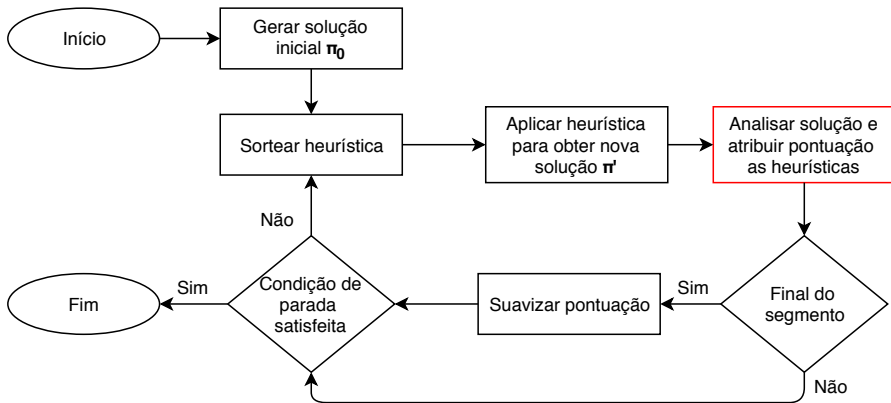 Início
Gerar solução
inicial π₀
Sortear heurística
Aplicar heurística
para obter nova
solução π'
Analisar solução e
atribuir pontuação
as heurísticas
Não
Fim
Sim
Condição de
parada
satisfeita
Suavizar pontuação
Sim
Final do
segmento
Não